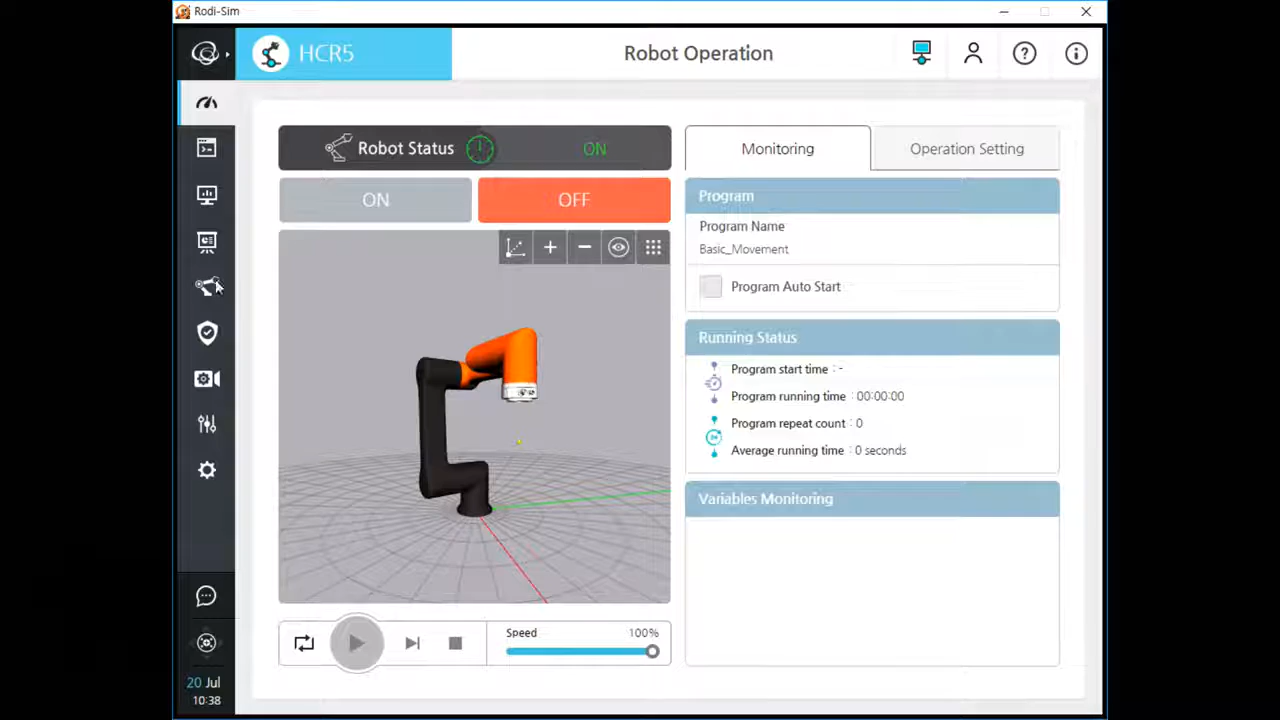 Rodi-Sim
HCR5
Robot Operation
Robot Status
ON
ON
OFF
Monitoring
Operation Setting
Program
Program Name
Basic_Movement
Program Auto Start
Running Status
Program start time : -
Program running time : 00:00:00
Program repeat count : 0
Average running time : 0 seconds
Variables Monitoring
Speed
100%
20 Jul
10:38